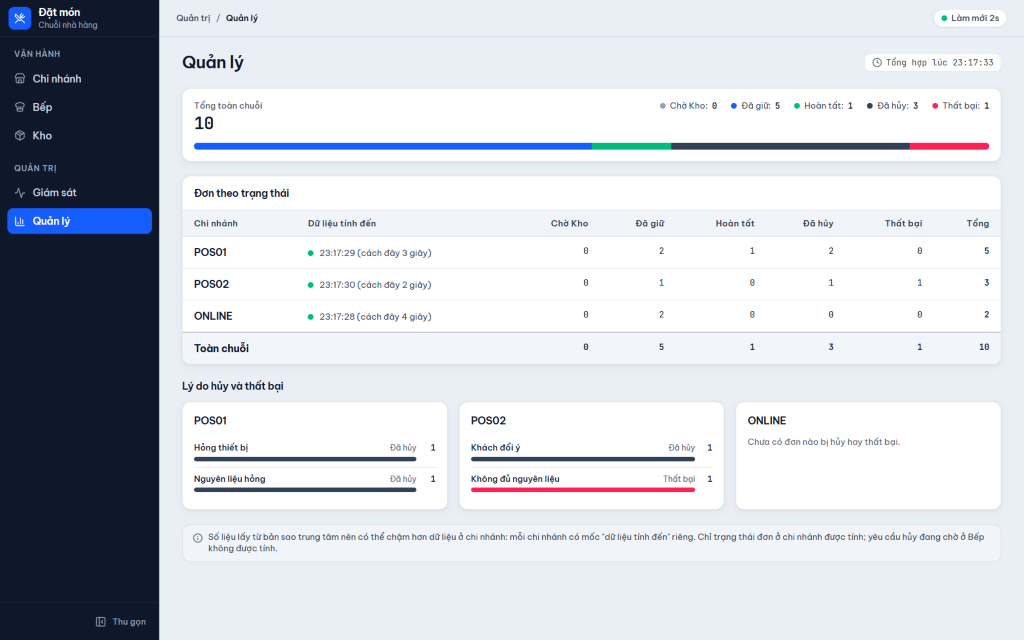 Đặt món
Chuỗi nhà hàng
VẬN HÀNH
Chi nhánh
Bếp
Kho
QUẢN TRỊ
Giám sát
Quản lý
Thu gọn
Quản trị / Quản lý
Làm mới 2s
Quản lý
Tổng hợp lúc 23:17:33
Tổng toàn chuỗi
10
Chờ Kho: 0 Đã giữ: 5 Hoàn tất: 1 Đã hủy: 3 Thất bại: 1
Đơn theo trạng thái
Chi nhánh Dữ liệu tính đến Chờ Kho Đã giữ Hoàn tất Đã hủy Thất bại Tổng
POS01 23:17:29 (cách đây 3 giây) 0 2 1 2 0 5
POS02 23:17:30 (cách đây 2 giây) 0 1 0 1 1 3
ONLINE 23:17:28 (cách đây 4 giây) 0 2 0 0 0 2
Toàn chuỗi 0 5 1 3 1 10
Lý do hủy và thất bại
POS01
Hỏng thiết bị Đã hủy 1
Nguyên liệu hỏng Đã hủy 1
POS02
Khách đổi ý Đã hủy 1
Không đủ nguyên liệu Thất bại 1
ONLINE
Chưa có đơn nào bị hủy hay thất bại.
Số liệu lấy từ bản sao trung tâm nên có thể chậm hơn dữ liệu ở chi nhánh: mỗi chi nhánh có mốc "dữ liệu tính đến" riêng. Chỉ trạng thái đơn ở chi nhánh được tính; yêu cầu hủy đang chờ ở Bếp
không được tính.